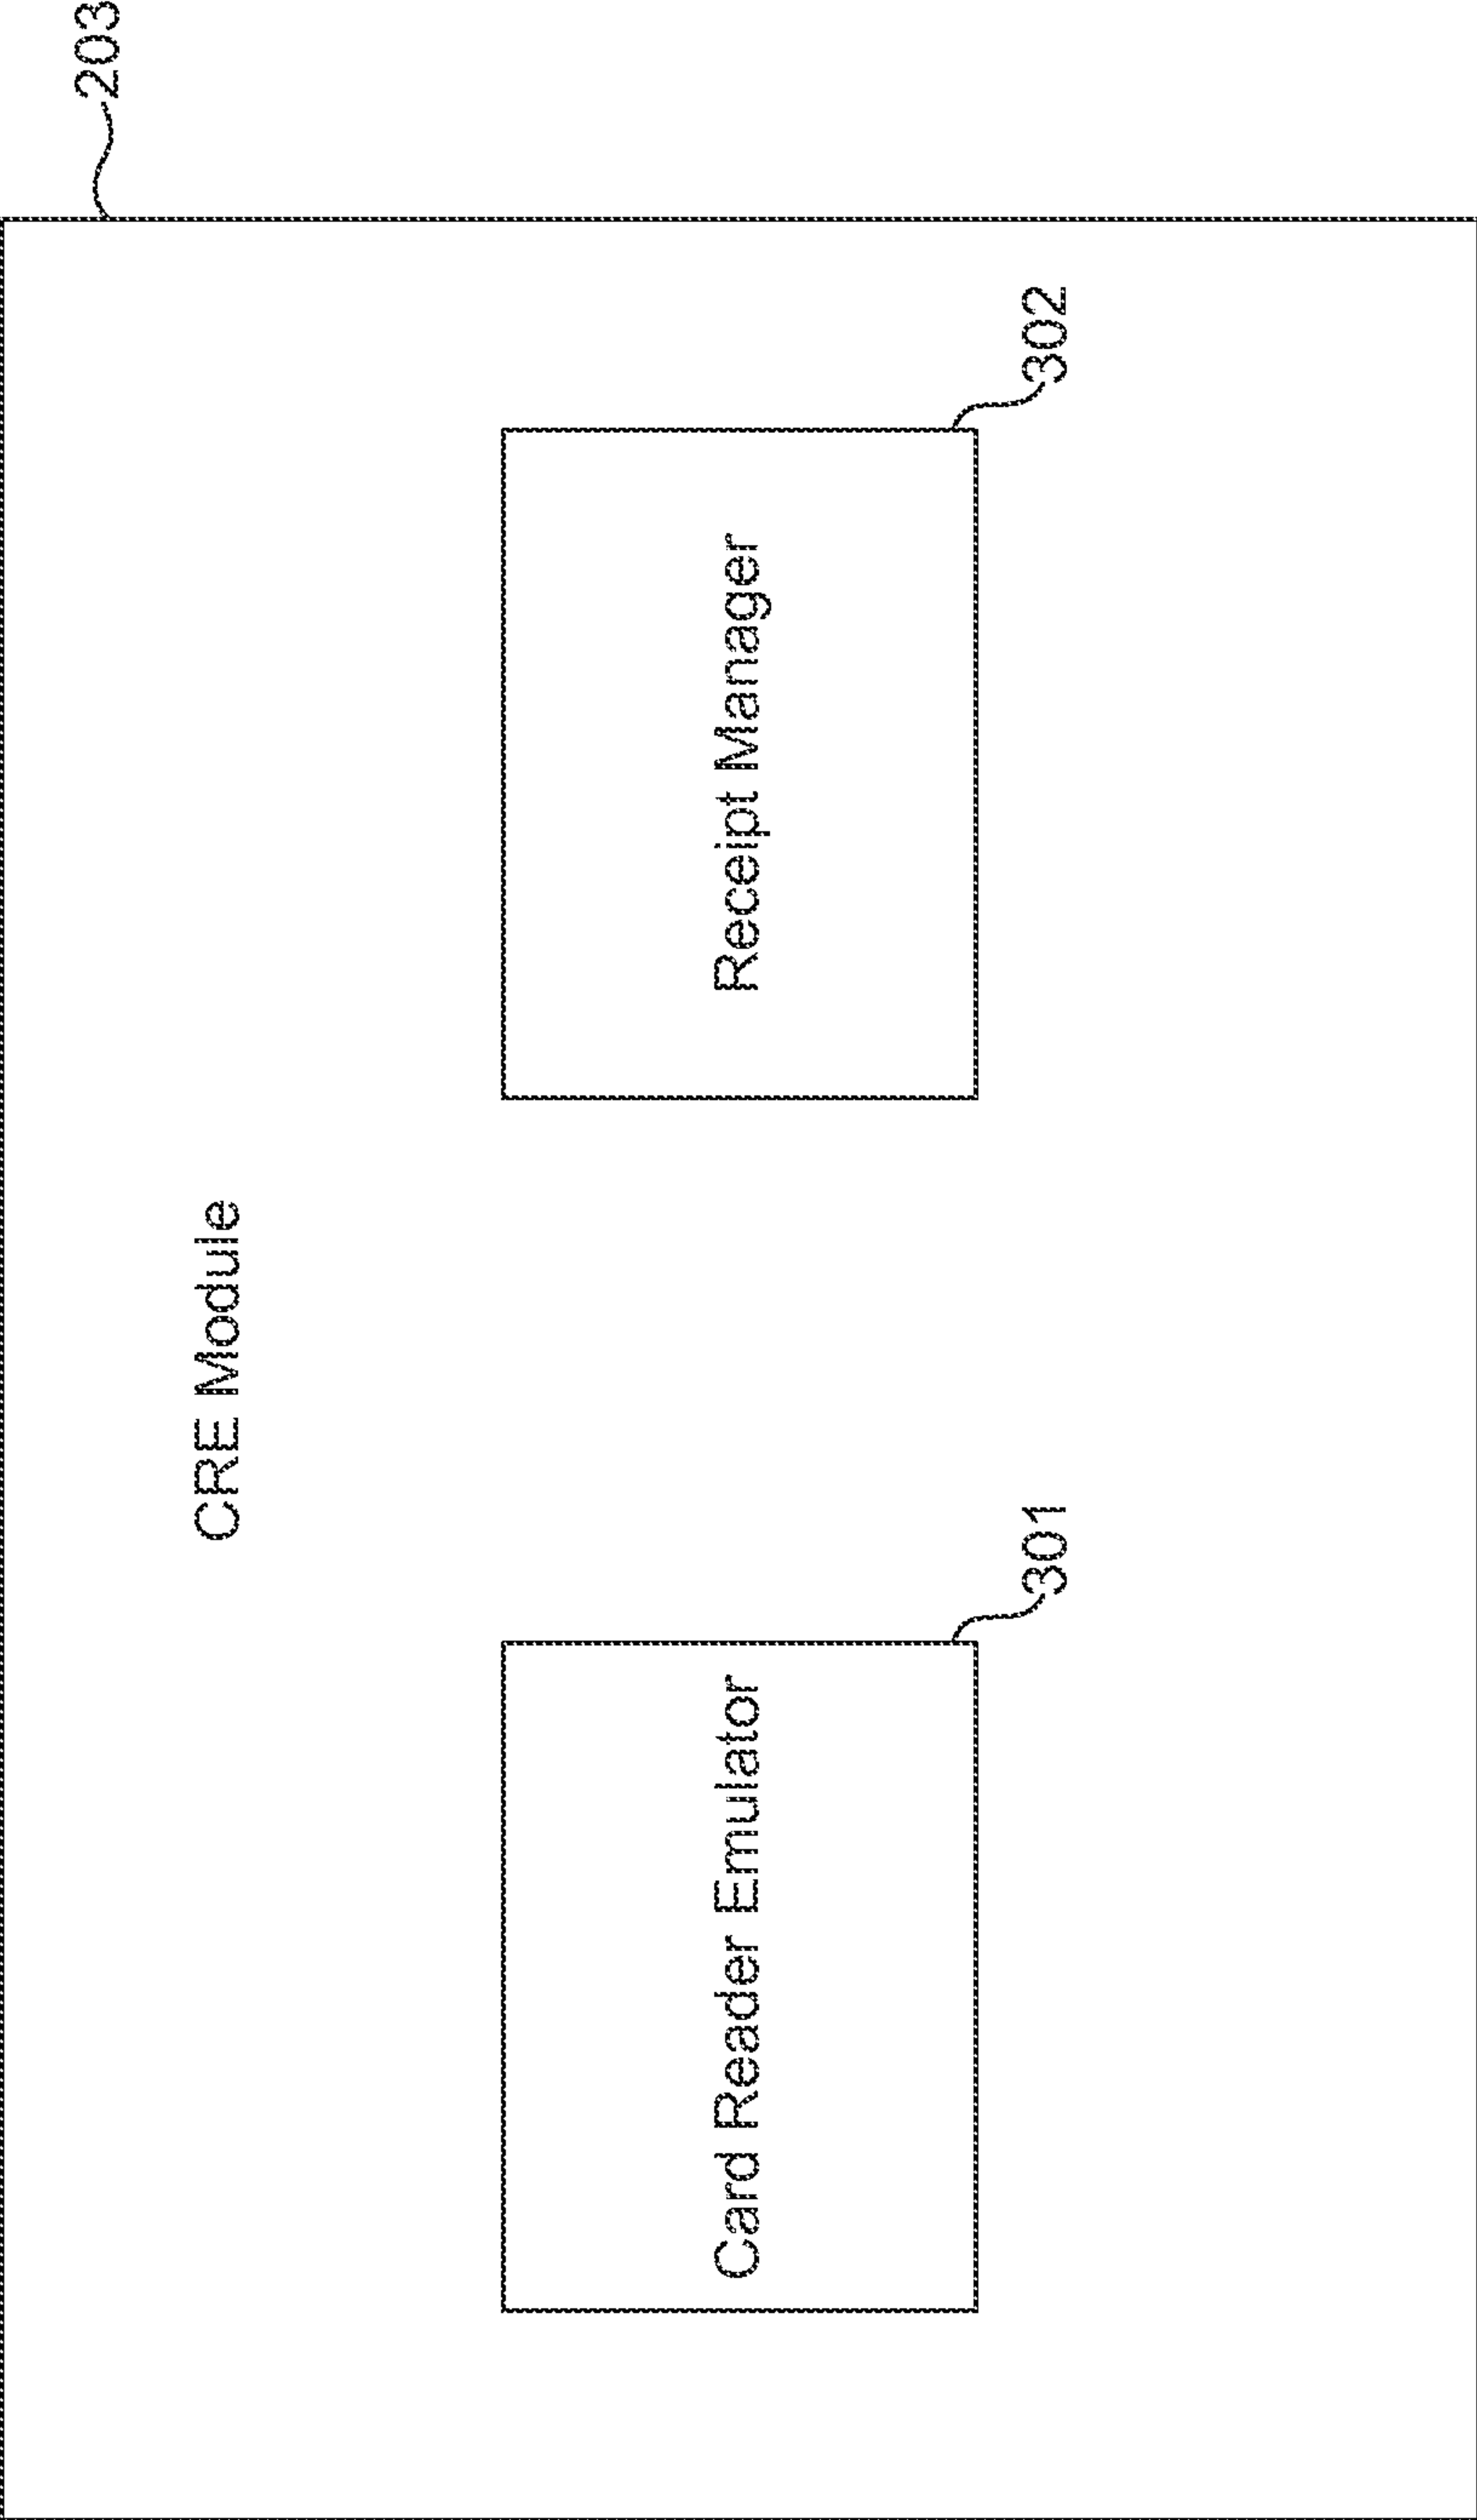 203
CRE Module
Card Reader Emulator
301
Receipt Manager
302